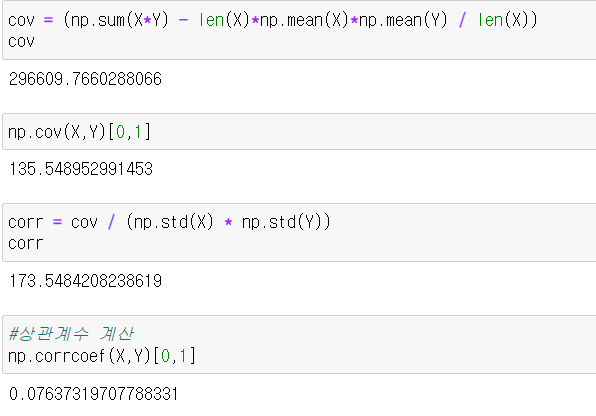 cov = (np.sum(X*Y) - len(X)*np.mean(X)*np.mean(Y) / len(X))
cov
296609.7660288066
np.cov(X,Y)[0,1]
135.548952991453
corr = cov / (np.std(X) * np.std(Y))
corr
173.5484208238619
#상관계수 계산
np.corrcoef(X,Y)[0,1]
0.07637319707788331